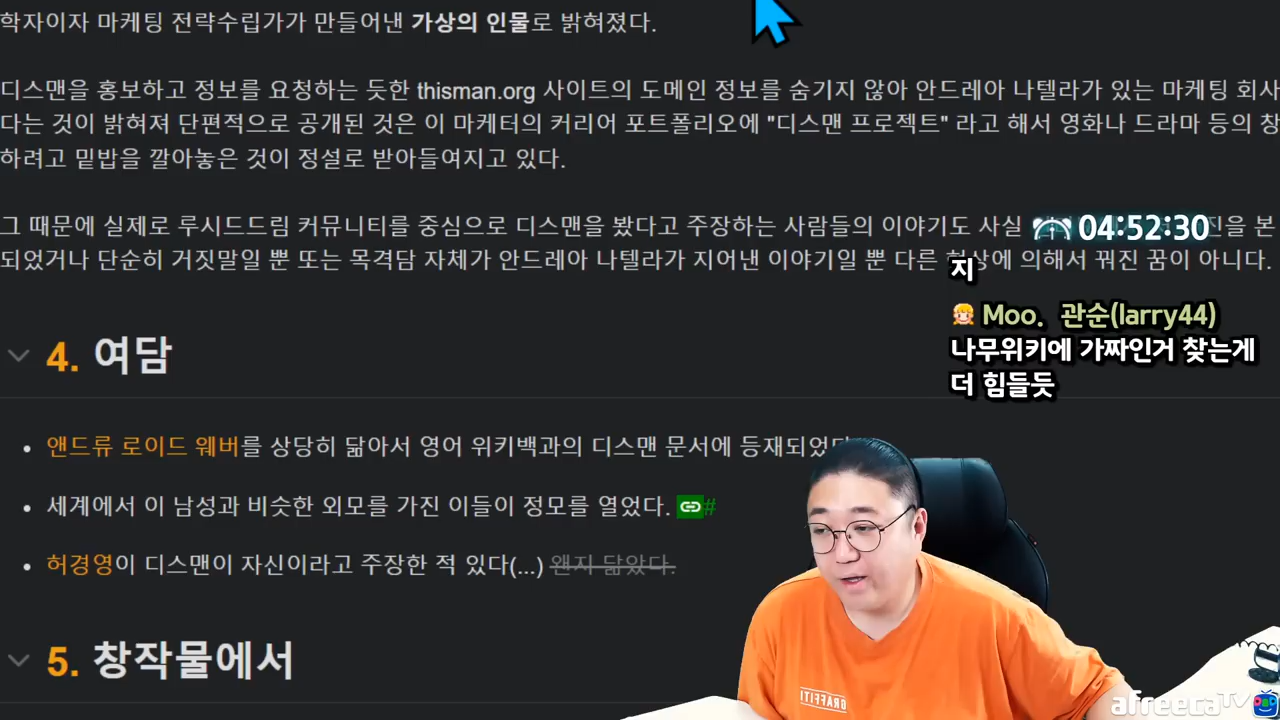 학자이자 마케팅 전략수립가가 만들어낸 가상의 인물로 밝혀졌다.
디스맨을 홍보하고 정보를 요청하는 듯한 thisman.org 사이트의 도메인 정보를 숨기지 않아 안드레아 나텔라가 있는 마케팅 회사
다는 것이 밝혀져 단편적으로 공개된 것은 이 마케터의 커리어 포트폴리오에 "디스맨 프로젝트" 라고 해서 영화나 드라마 등의 창
하려고 밑밥을 깔아놓은 것이 정설로 받아들여지고 있다.
그 때문에 실제로 루시드드림 커뮤니티를 중심으로 디스맨을 봤다고 주장하는 사람들의 이야기도 사실 진을 본
04:52:30
되었거나 단순히 거짓말일 뿐 또는 목격담 자체가 안드레아 나텔라가 지어낸 이야기일 뿐 다른 현상에 의해서 꿔진 꿈이 아니다.
지
Moo. 관순(larry44)
나무위키에 가짜인거 찾는게
더 힘들듯
4. 여담
앤드류 로이드 웨버를 상당히 닮아서 영어 위키백과의 디스맨 문서에 등재되었다
세계에서 이 남성과 비슷한 외모를 가진 이들이 정모를 열었다. #
허경영이 디스맨이 자신이라고 주장한 적 있다(...) 왠지 닮았다.
5. 창작물에서
GRAFFITI
afreecaTV